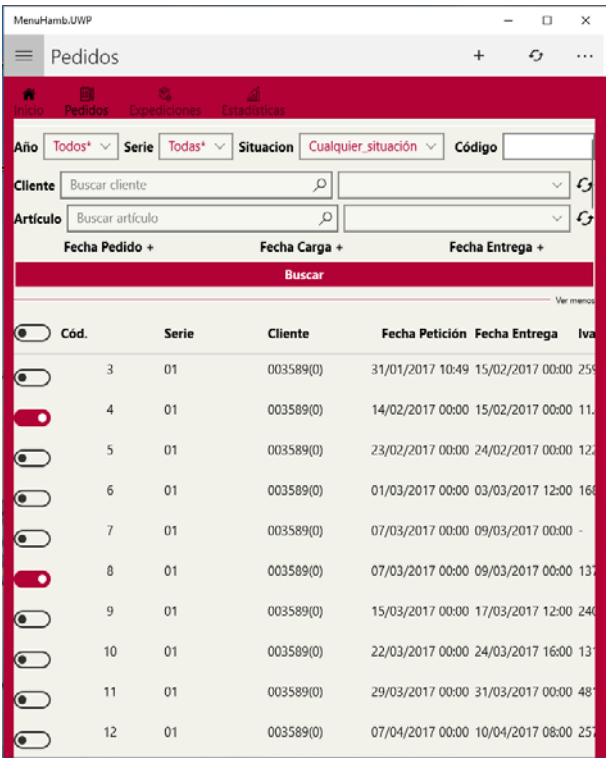 MenuHamb.UWP
Pedidos
Inicio Pedidos Expediciones Estadísticas
Año Todos* Serie Todas* Situacion Cualquier_situación Código
Cliente Buscar cliente
Artículo Buscar artículo
Fecha Pedido + Fecha Carga + Fecha Entrega +
Buscar
Ver menos
Cód. Serie Cliente Fecha Petición Fecha Entrega Iva
3 01 003589(0) 31/01/2017 10:49 15/02/2017 00:00 259
4 01 003589(0) 14/02/2017 00:00 15/02/2017 00:00 11.
5 01 003589(0) 23/02/2017 00:00 24/02/2017 00:00 122
6 01 003589(0) 01/03/2017 00:00 03/03/2017 12:00 168
7 01 003589(0) 07/03/2017 00:00 09/03/2017 00:00 -
8 01 003589(0) 07/03/2017 00:00 09/03/2017 00:00 137
9 01 003589(0) 15/03/2017 00:00 17/03/2017 12:00 240
10 01 003589(0) 22/03/2017 00:00 24/03/2017 16:00 131
11 01 003589(0) 29/03/2017 00:00 31/03/2017 00:00 481
12 01 003589(0) 07/04/2017 00:00 10/04/2017 08:00 257